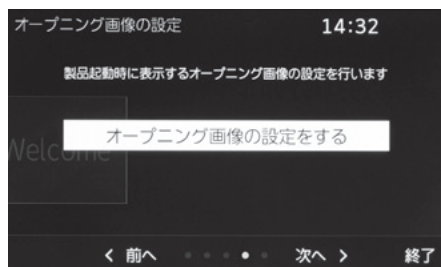 オープニング画像の設定 14:32
製品起動時に表示するオープニング画像の設定を行います
オープニング画像の設定をする
Welcome
< 前へ 次へ > 終了